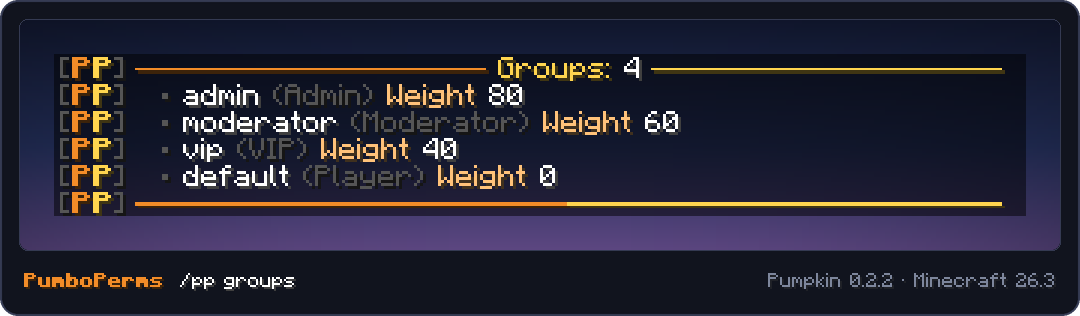 [PP] Groups: 4
[PP] ▪ admin (Admin) Weight 80
[PP] ▪ moderator (Moderator) Weight 60
[PP] ▪ vip (VIP) Weight 40
[PP] ▪ default (Player) Weight 0
[PP]
PumboPerms /pp groups
Pumpkin 0.2.2 · Minecraft 26.3